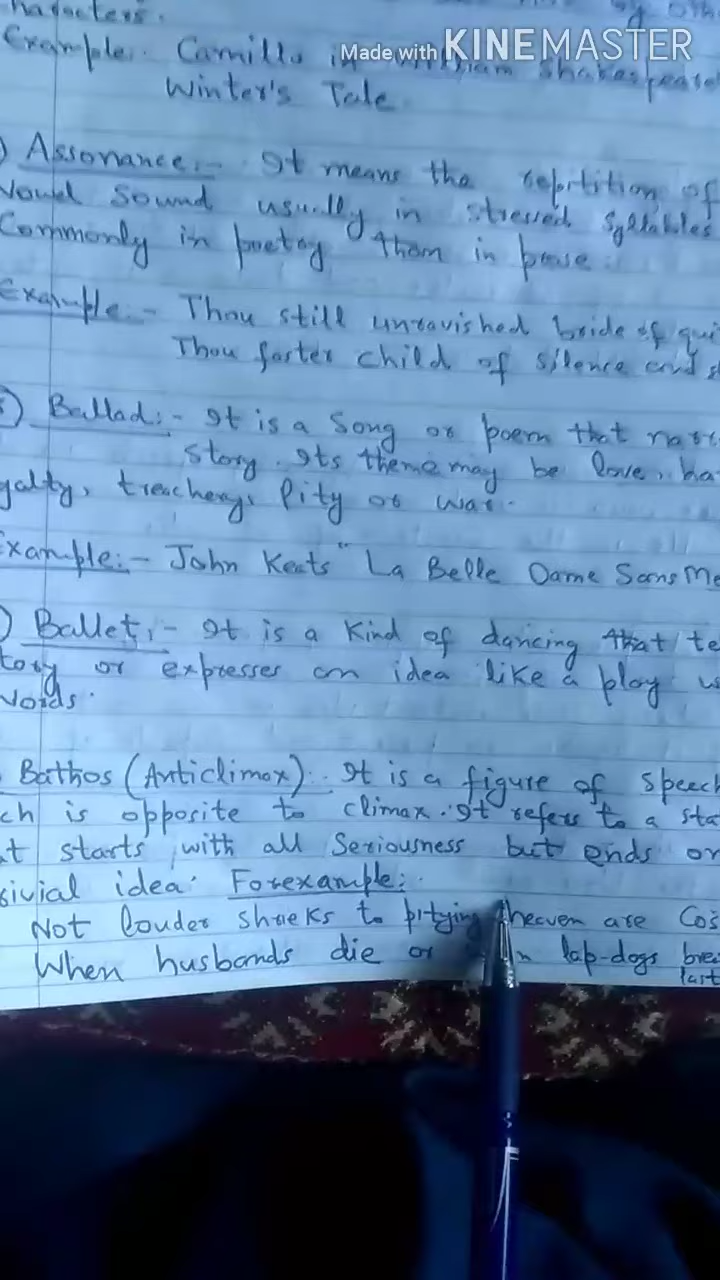 haracters.
Example:- Camillo in William Shakespeare
Made with KINEMASTER
Winter's Tale.
Assonance:- It means the repitition of
Vowel sound usually in stressed syllables
Commonly in poetry than in prose.
Example:- Thou still unravished bride of qui
Thou foster child of silence and s
Ballad:- It is a song or poem that narr
story. Its theme may be love, ha
yalty, treachery, Pity or war.
Example:- John Keats "La Belle Dame Sans Me
Ballet:- It is a kind of dancing that te
tory or expresses an idea like a play w
words.
Bathos (Anticlimax):- It is a figure of speech
ch is opposite to climax. It refers to a sta
at starts with all Seriousness but ends on
rivial idea. For example:-
Not louder shrieks to pitying heaven are Cas
When husbands die or lap-dogs brea
last